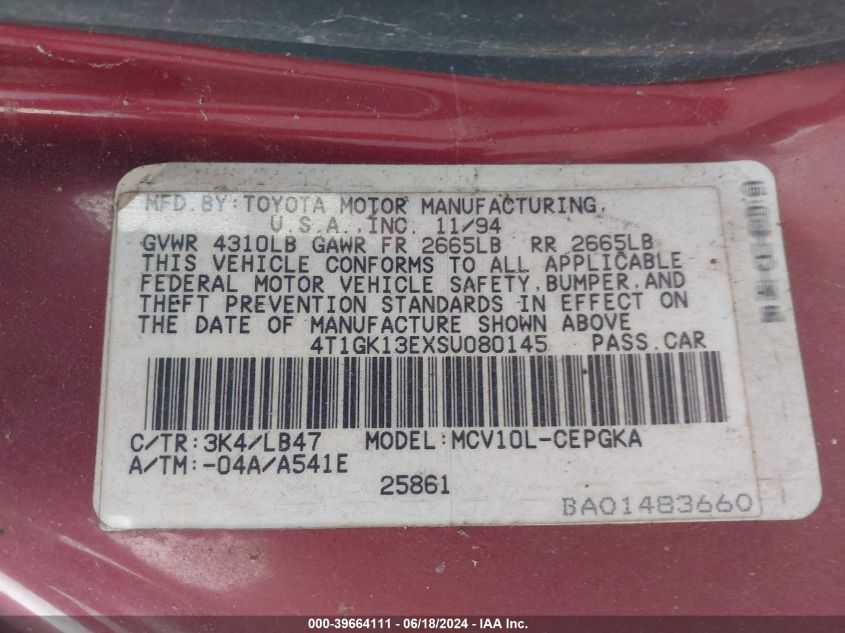 MFD. BY: TOYOTA MOTOR MANUFACTURING,
U.S.A., INC. 11/94
GVWR 4310LB GAWR FR 2665LB RR 2665LB
THIS VEHICLE CONFORMS TO ALL APPLICABLE
FEDERAL MOTOR VEHICLE SAFETY, BUMPER, AND
THEFT PREVENTION STANDARDS IN EFFECT ON
THE DATE OF MANUFACTURE SHOWN ABOVE
4T1GK13EXSU080145 PASS. CAR
C/TR: 3K4/LB47 MODEL: MCV10L-CEPGKA
A/TM: -04A/A541E
25861
BA01483660
000-39664111 - 06/18/2024 - IAA Inc.